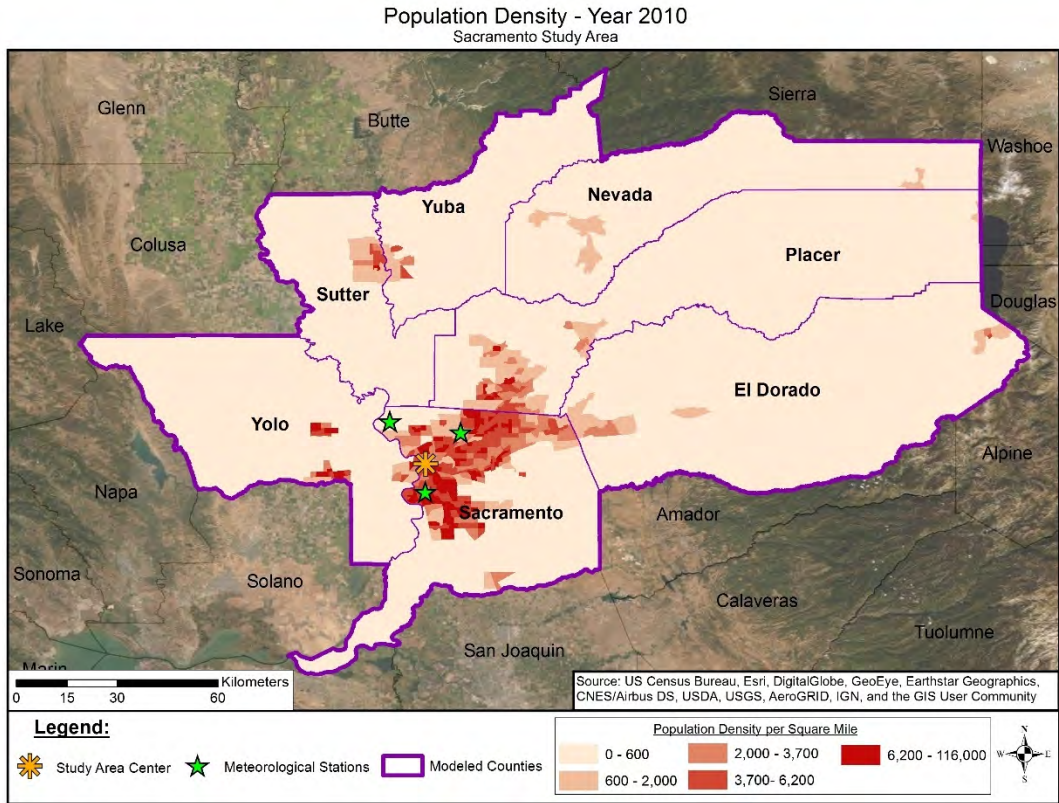 Population Density - Year 2010
Sacramento Study Area
Glenn
Butte
Sierra
Washoe
Nevada
Yuba
Colusa
Placer
Sutter
Douglas
Lake
El Dorado
Yolo
Alpine
Napa
Sacramento
Amador
Sonoma
Solano
Calaveras
Tuolumne
San Joaquin
Marin
Kilometers
0 15 30 60
Source: US Census Bureau, Esri, DigitalGlobe, GeoEye, Earthstar Geographics,
CNES/Airbus DS, USDA, USGS, AeroGRID, IGN, and the GIS User Community
Legend:
Study Area Center
Meteorological Stations
Modeled Counties
Population Density per Square Mile
0 - 600
600 - 2,000
2,000 - 3,700
3,700- 6,200
6,200 - 116,000
N
W E
S